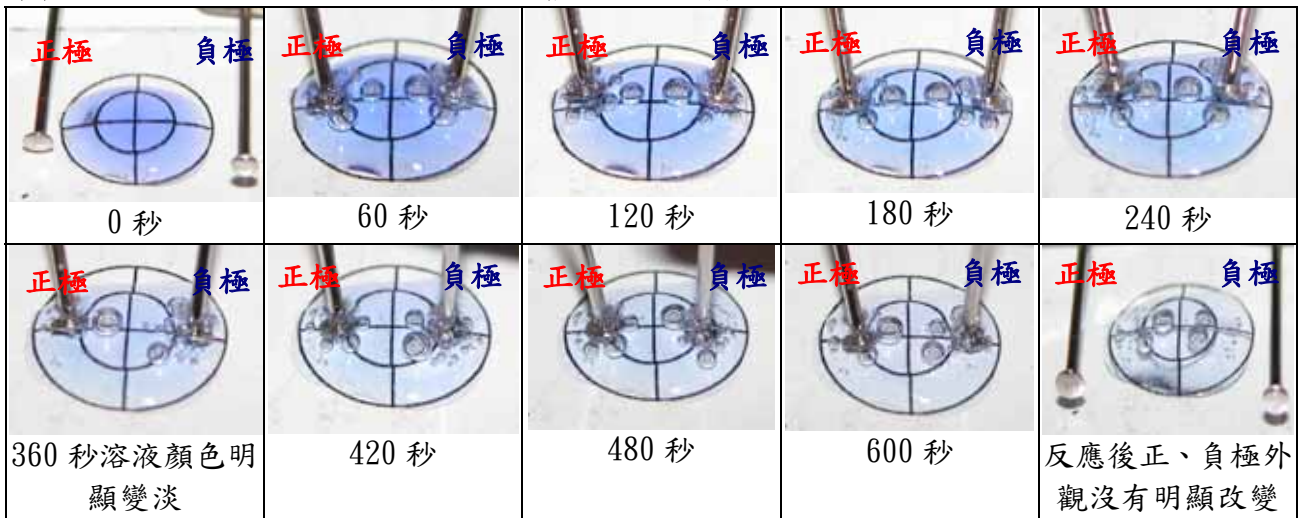 正極 負極
正極 負極
正極 負極
正極 負極
正極 負極
0 秒
60 秒
120 秒
180 秒
240 秒
正極 負極
正極 負極
正極 負極
正極 負極
正極 負極
360 秒溶液顏色明
顯變淡
420 秒
480 秒
600 秒
反應後正、負極外
觀沒有明顯改變